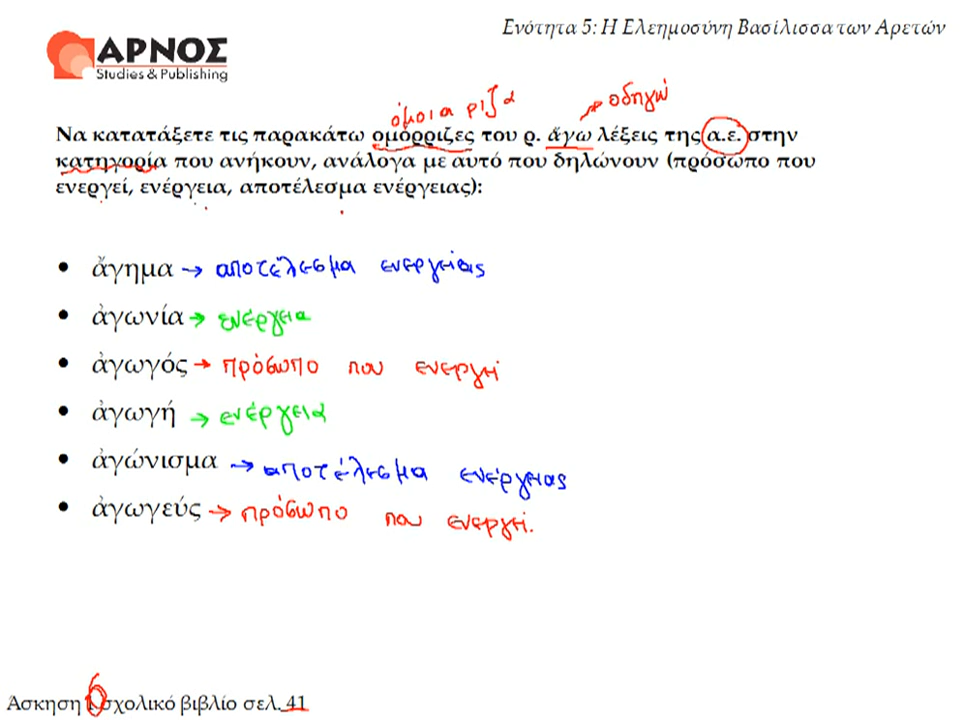 Ενότητα 5: Η Ελεημοσύνη Βασίλισσα των Αρετών
ΑΡΝΟΣ
Studies & Publishing
όμοια ριζα
οδηγώ
Να κατατάξετε τις παρακάτω ομόρριζες του ρ. ἄγω λέξεις της α.ε. στην
κατηγορία που ανήκουν, ανάλογα με αυτό που δηλώνουν (πρόσωπο που
ενεργεί, ενέργεια, αποτέλεσμα ενέργειας):
• ἄγημα → αποτέλεσμα ενεργείας
• ἀγωνία → ενέργεια
• ἀγωγός → πρόσωπο που ενεργεί
• ἀγωγή → ενέργεια
• ἀγώνισμα → αποτέλεσμα ενέργειας
• ἀγωγεύς → πρόσωπο που ενεργεί.
Άσκηση 6 σχολικό βιβλίο σελ. 41